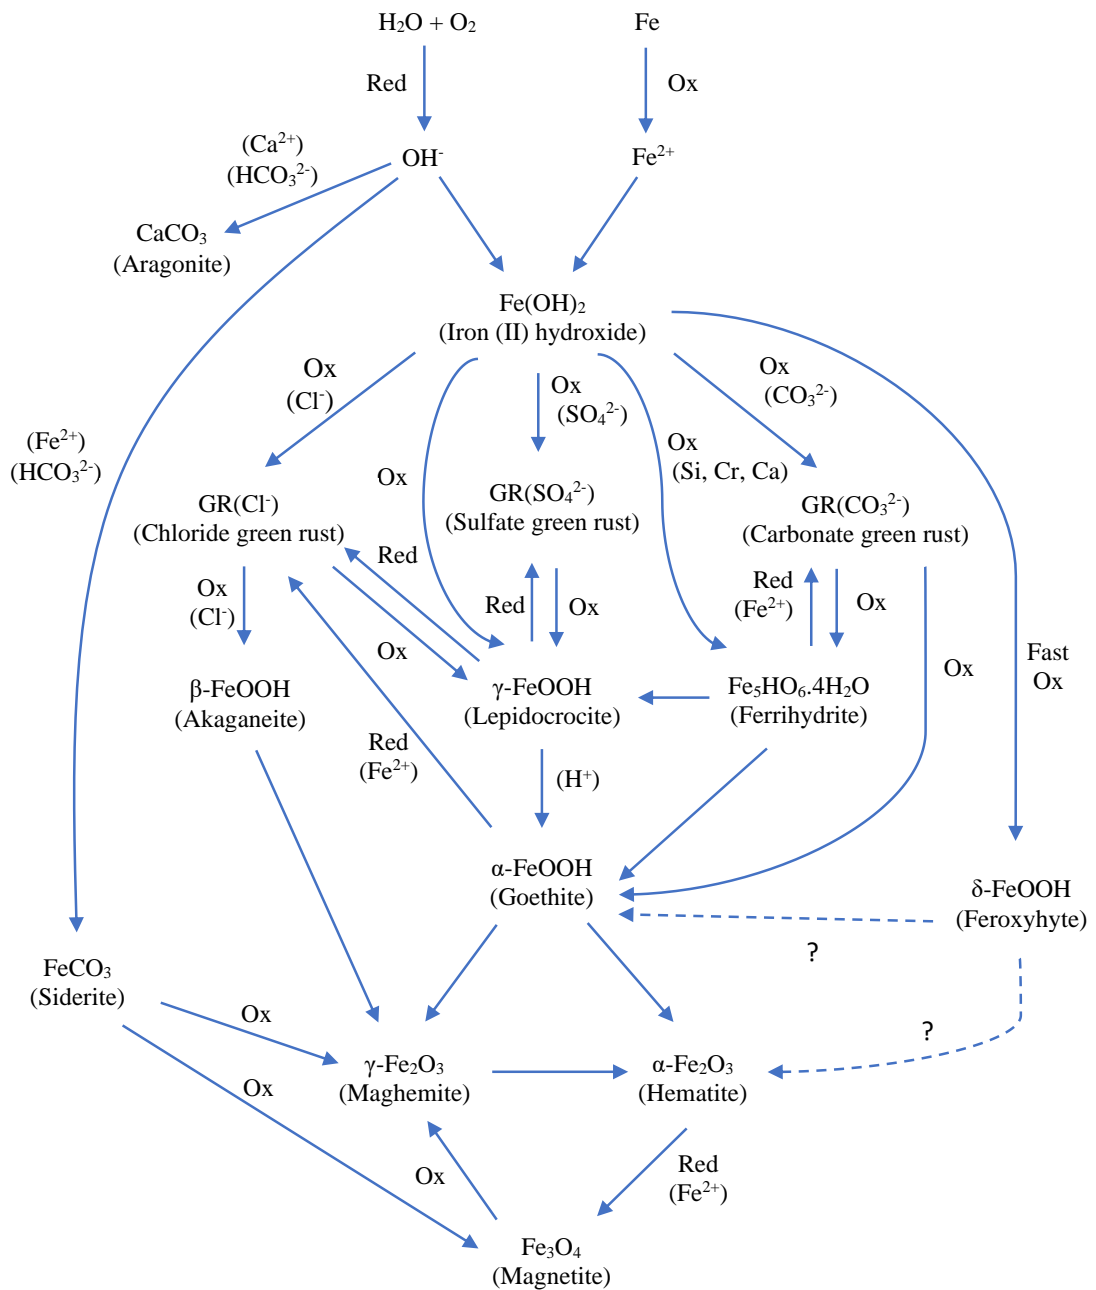 H₂O + O₂
Fe
Red
Ox
(Ca²⁺)
(HCO₃²⁻)
OH⁻
Fe²⁺
CaCO₃
(Aragonite)
Fe(OH)₂
(Iron (II) hydroxide)
Ox
(Cl⁻)
Ox
(SO₄²⁻)
Ox
(CO₃²⁻)
(Fe²⁺)
(HCO₃²⁻)
Ox
Ox
(Si, Cr, Ca)
GR(Cl⁻)
(Chloride green rust)
GR(SO₄²⁻)
(Sulfate green rust)
GR(CO₃²⁻)
(Carbonate green rust)
Red
Ox
(Cl⁻)
Red
Ox
Red
(Fe²⁺)
Ox
Ox
Ox
Fast
Ox
β-FeOOH
(Akaganeite)
γ-FeOOH
(Lepidocrocite)
Fe₅HO₆.4H₂O
(Ferrihydrite)
Red
(Fe²⁺)
(H⁺)
α-FeOOH
(Goethite)
δ-FeOOH
(Feroxyhyte)
?
FeCO₃
(Siderite)
Ox
?
γ-Fe₂O₃
(Maghemite)
α-Fe₂O₃
(Hematite)
Ox
Ox
Red
(Fe²⁺)
Fe₃O₄
(Magnetite)